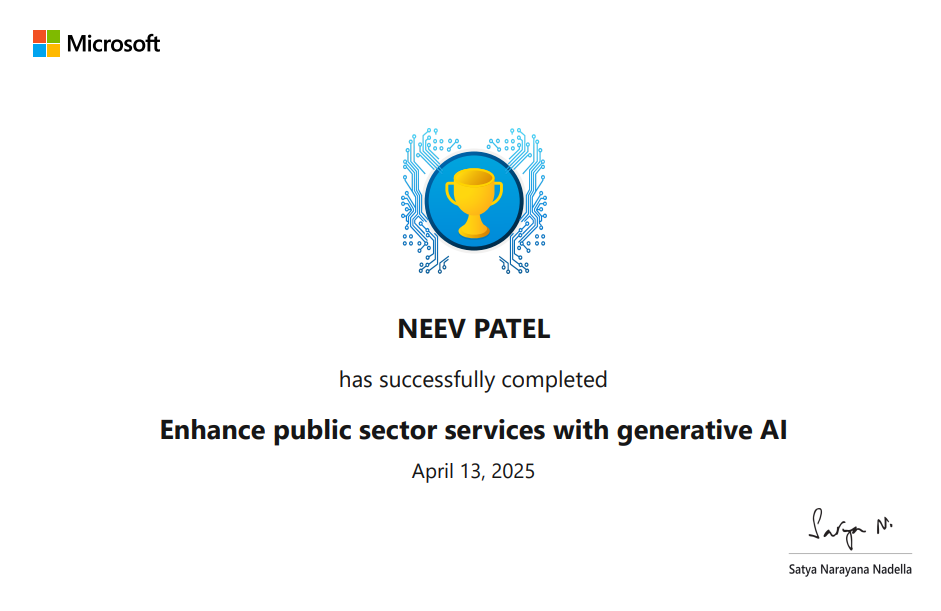 Microsoft
NEEV PATEL
has successfully completed
Enhance public sector services with generative AI
April 13, 2025
Satya N.
Satya Narayana Nadella